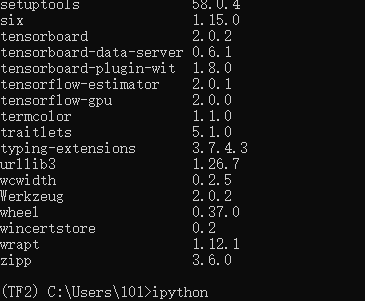 setuptools 58.0.4
six 1.15.0
tensorboard 2.0.2
tensorboard-data-server 0.6.1
tensorboard-plugin-wit 1.8.0
tensorflow-estimator 2.0.1
tensorflow-gpu 2.0.0
termcolor 1.1.0
traitlets 5.1.0
typing-extensions 3.7.4.3
urllib3 1.26.7
wcwidth 0.2.5
Werkzeug 2.0.2
wheel 0.37.0
wincertstore 0.2
wrapt 1.12.1
zipp 3.6.0
(TF2) C:\Users\101>ipython